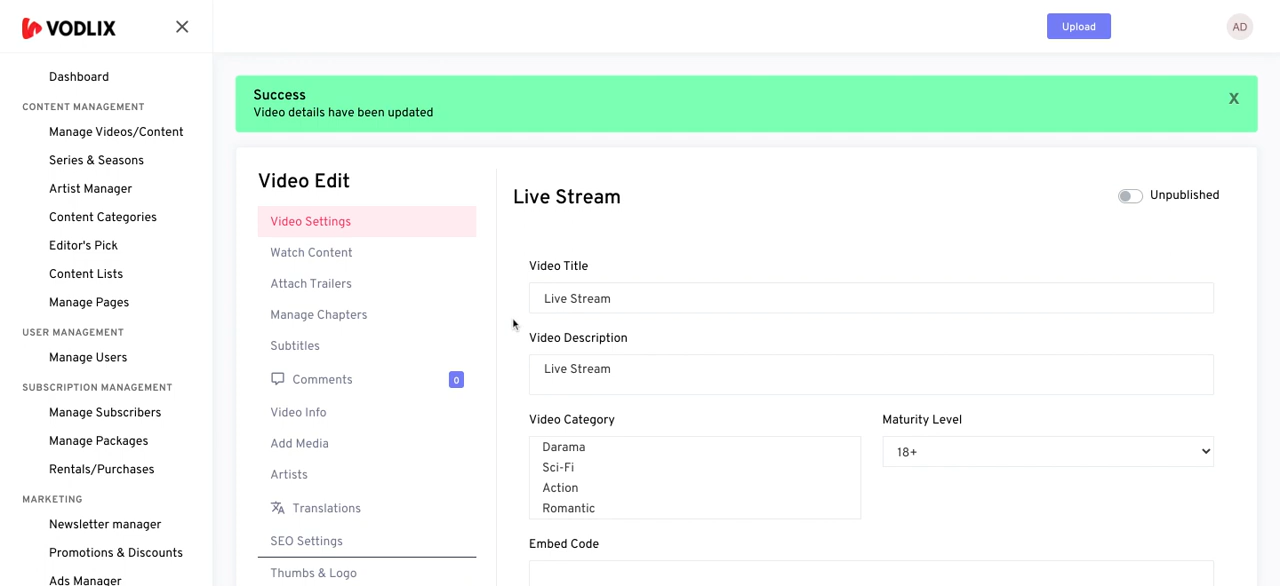 VODLIX
Upload
AD
Dashboard
CONTENT MANAGEMENT
Manage Videos/Content
Series & Seasons
Artist Manager
Content Categories
Editor's Pick
Content Lists
Manage Pages
USER MANAGEMENT
Manage Users
SUBSCRIPTION MANAGEMENT
Manage Subscribers
Manage Packages
Rentals/Purchases
MARKETING
Newsletter manager
Promotions & Discounts
Ads Manager
Success
Video details have been updated
X
Video Edit
Video Settings
Watch Content
Attach Trailers
Manage Chapters
Subtitles
Comments 0
Video Info
Add Media
Artists
Translations
SEO Settings
Thumbs & Logo
Live Stream
Unpublished
Video Title
Live Stream
Video Description
Live Stream
Video Category
Darama
Sci-Fi
Action
Romantic
Maturity Level
18+
Embed Code